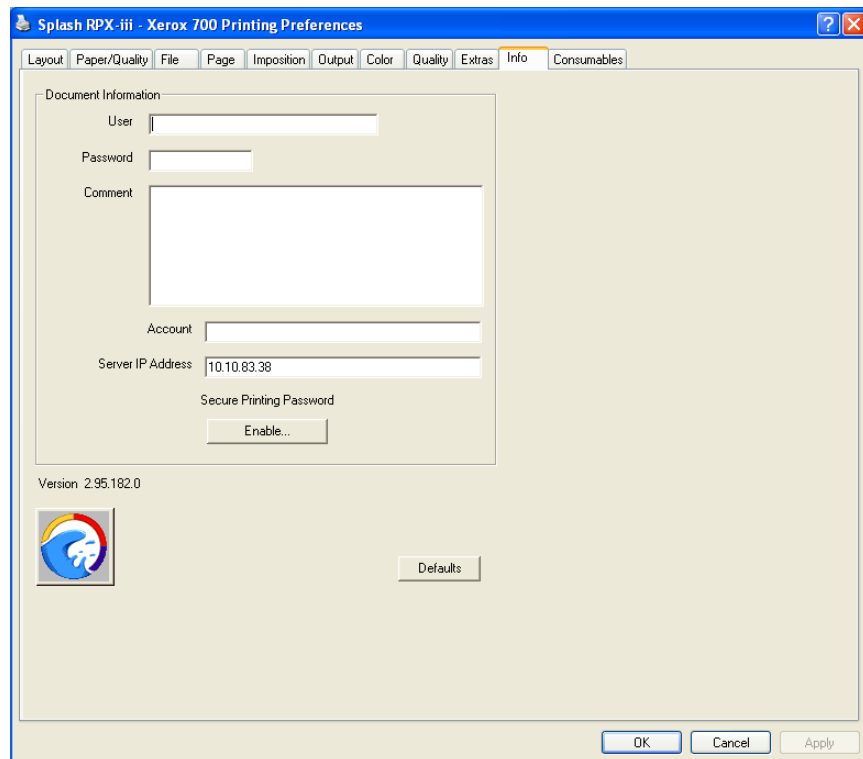 Splash RPX-iii - Xerox 700 Printing Preferences
Layout Paper/Quality File Page Imposition Output Color Quality Extras Info Consumables
Document Information
User
Password
Comment
Account
Server IP Address 10.10.83.38
Secure Printing Password
Enable...
Version 2.95.182.0
Defaults
OK Cancel Apply